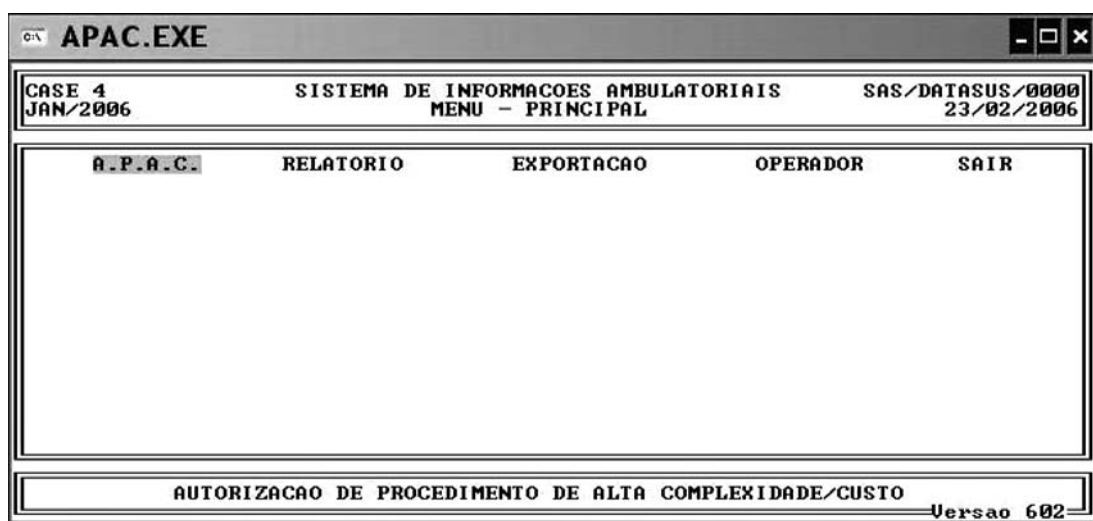 APAC.EXE
CASE 4 SISTEMA DE INFORMACOES AMBULATORIAIS SAS/DATASUS/0000
JAN/2006 MENU - PRINCIPAL 23/02/2006
A.P.A.C. RELATORIO EXPORTACAO OPERADOR SAIR
AUTORIZACAO DE PROCEDIMENTO DE ALTA COMPLEXIDADE/CUSTO
Versao 602